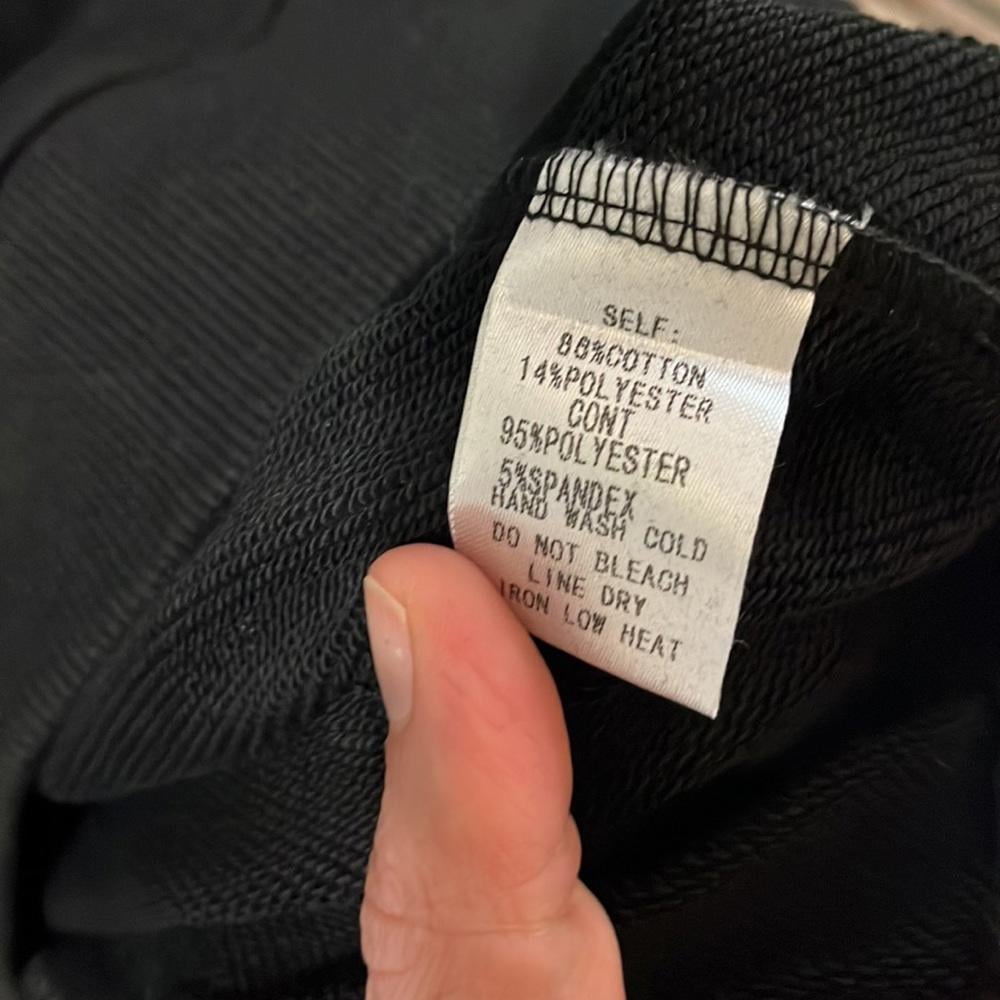 SELF:
86%COTTON
14%POLYESTER
CONT
95%POLYESTER
5%SPANDEX
HAND WASH COLD
DO NOT BLEACH
LINE DRY
IRON LOW HEAT